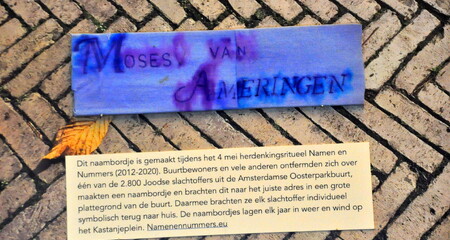 MOSES VAN
AMERINGEN
Dit naambordje is gemaakt tijdens het 4 mei herdenkingsritueel Namen en
Nummers (2012-2020). Buurtbewoners en vele anderen ontfermden zich over
één van de 2.800 Joodse slachtoffers uit de Amsterdamse Oosterparkbuurt,
maakten een naambordje en brachten dit naar het juiste adres in een grote
plattegrond van de buurt. Daarmee brachten ze elk slachtoffer individueel
symbolisch terug naar huis. De naambordjes lagen elk jaar in weer en wind op
het Kastanjeplein. Namenennummers.eu